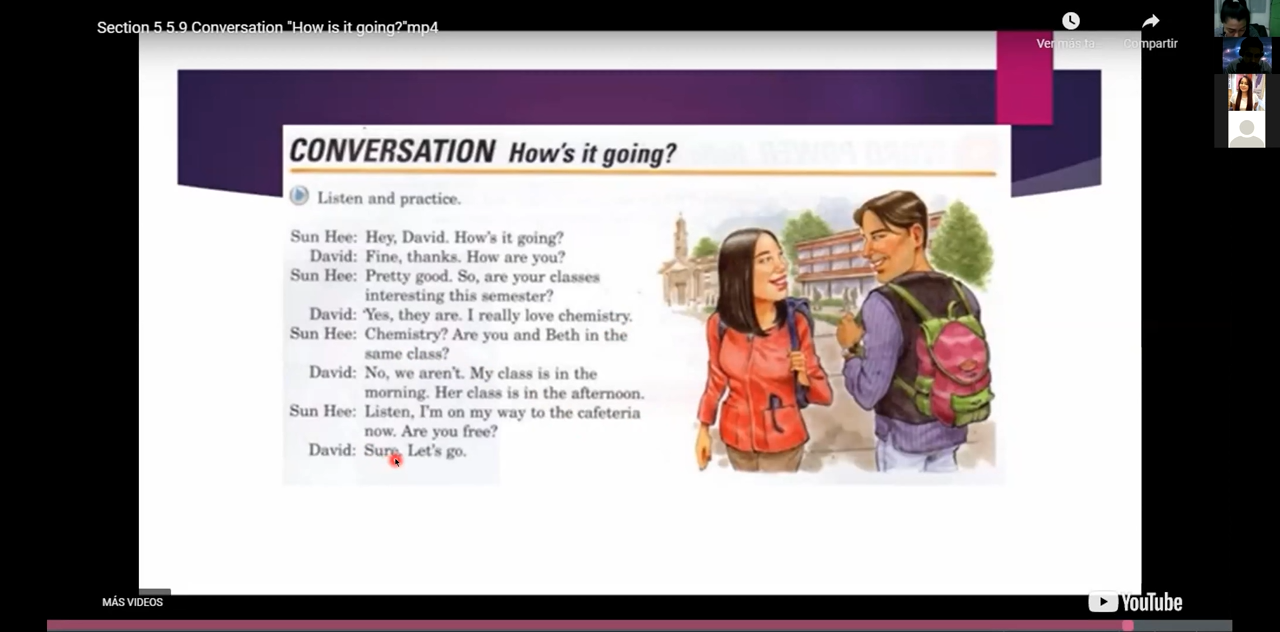 Section 5 5.9 Conversation "How is it going?"mp4
Ver más ta
Compartir
CONVERSATION How's it going?
Listen and practice.
Sun Hee: Hey, David. How's it going?
David: Fine, thanks. How are you?
Sun Hee: Pretty good. So, are your classes
interesting this semester?
David: Yes, they are. I really love chemistry.
Sun Hee: Chemistry? Are you and Beth in the
same class?
David: No, we aren't. My class is in the
morning. Her class is in the afternoon.
Sun Hee: Listen, I'm on my way to the cafeteria
now. Are you free?
David: Sure. Let's go.
MÁS VIDEOS
YouTube